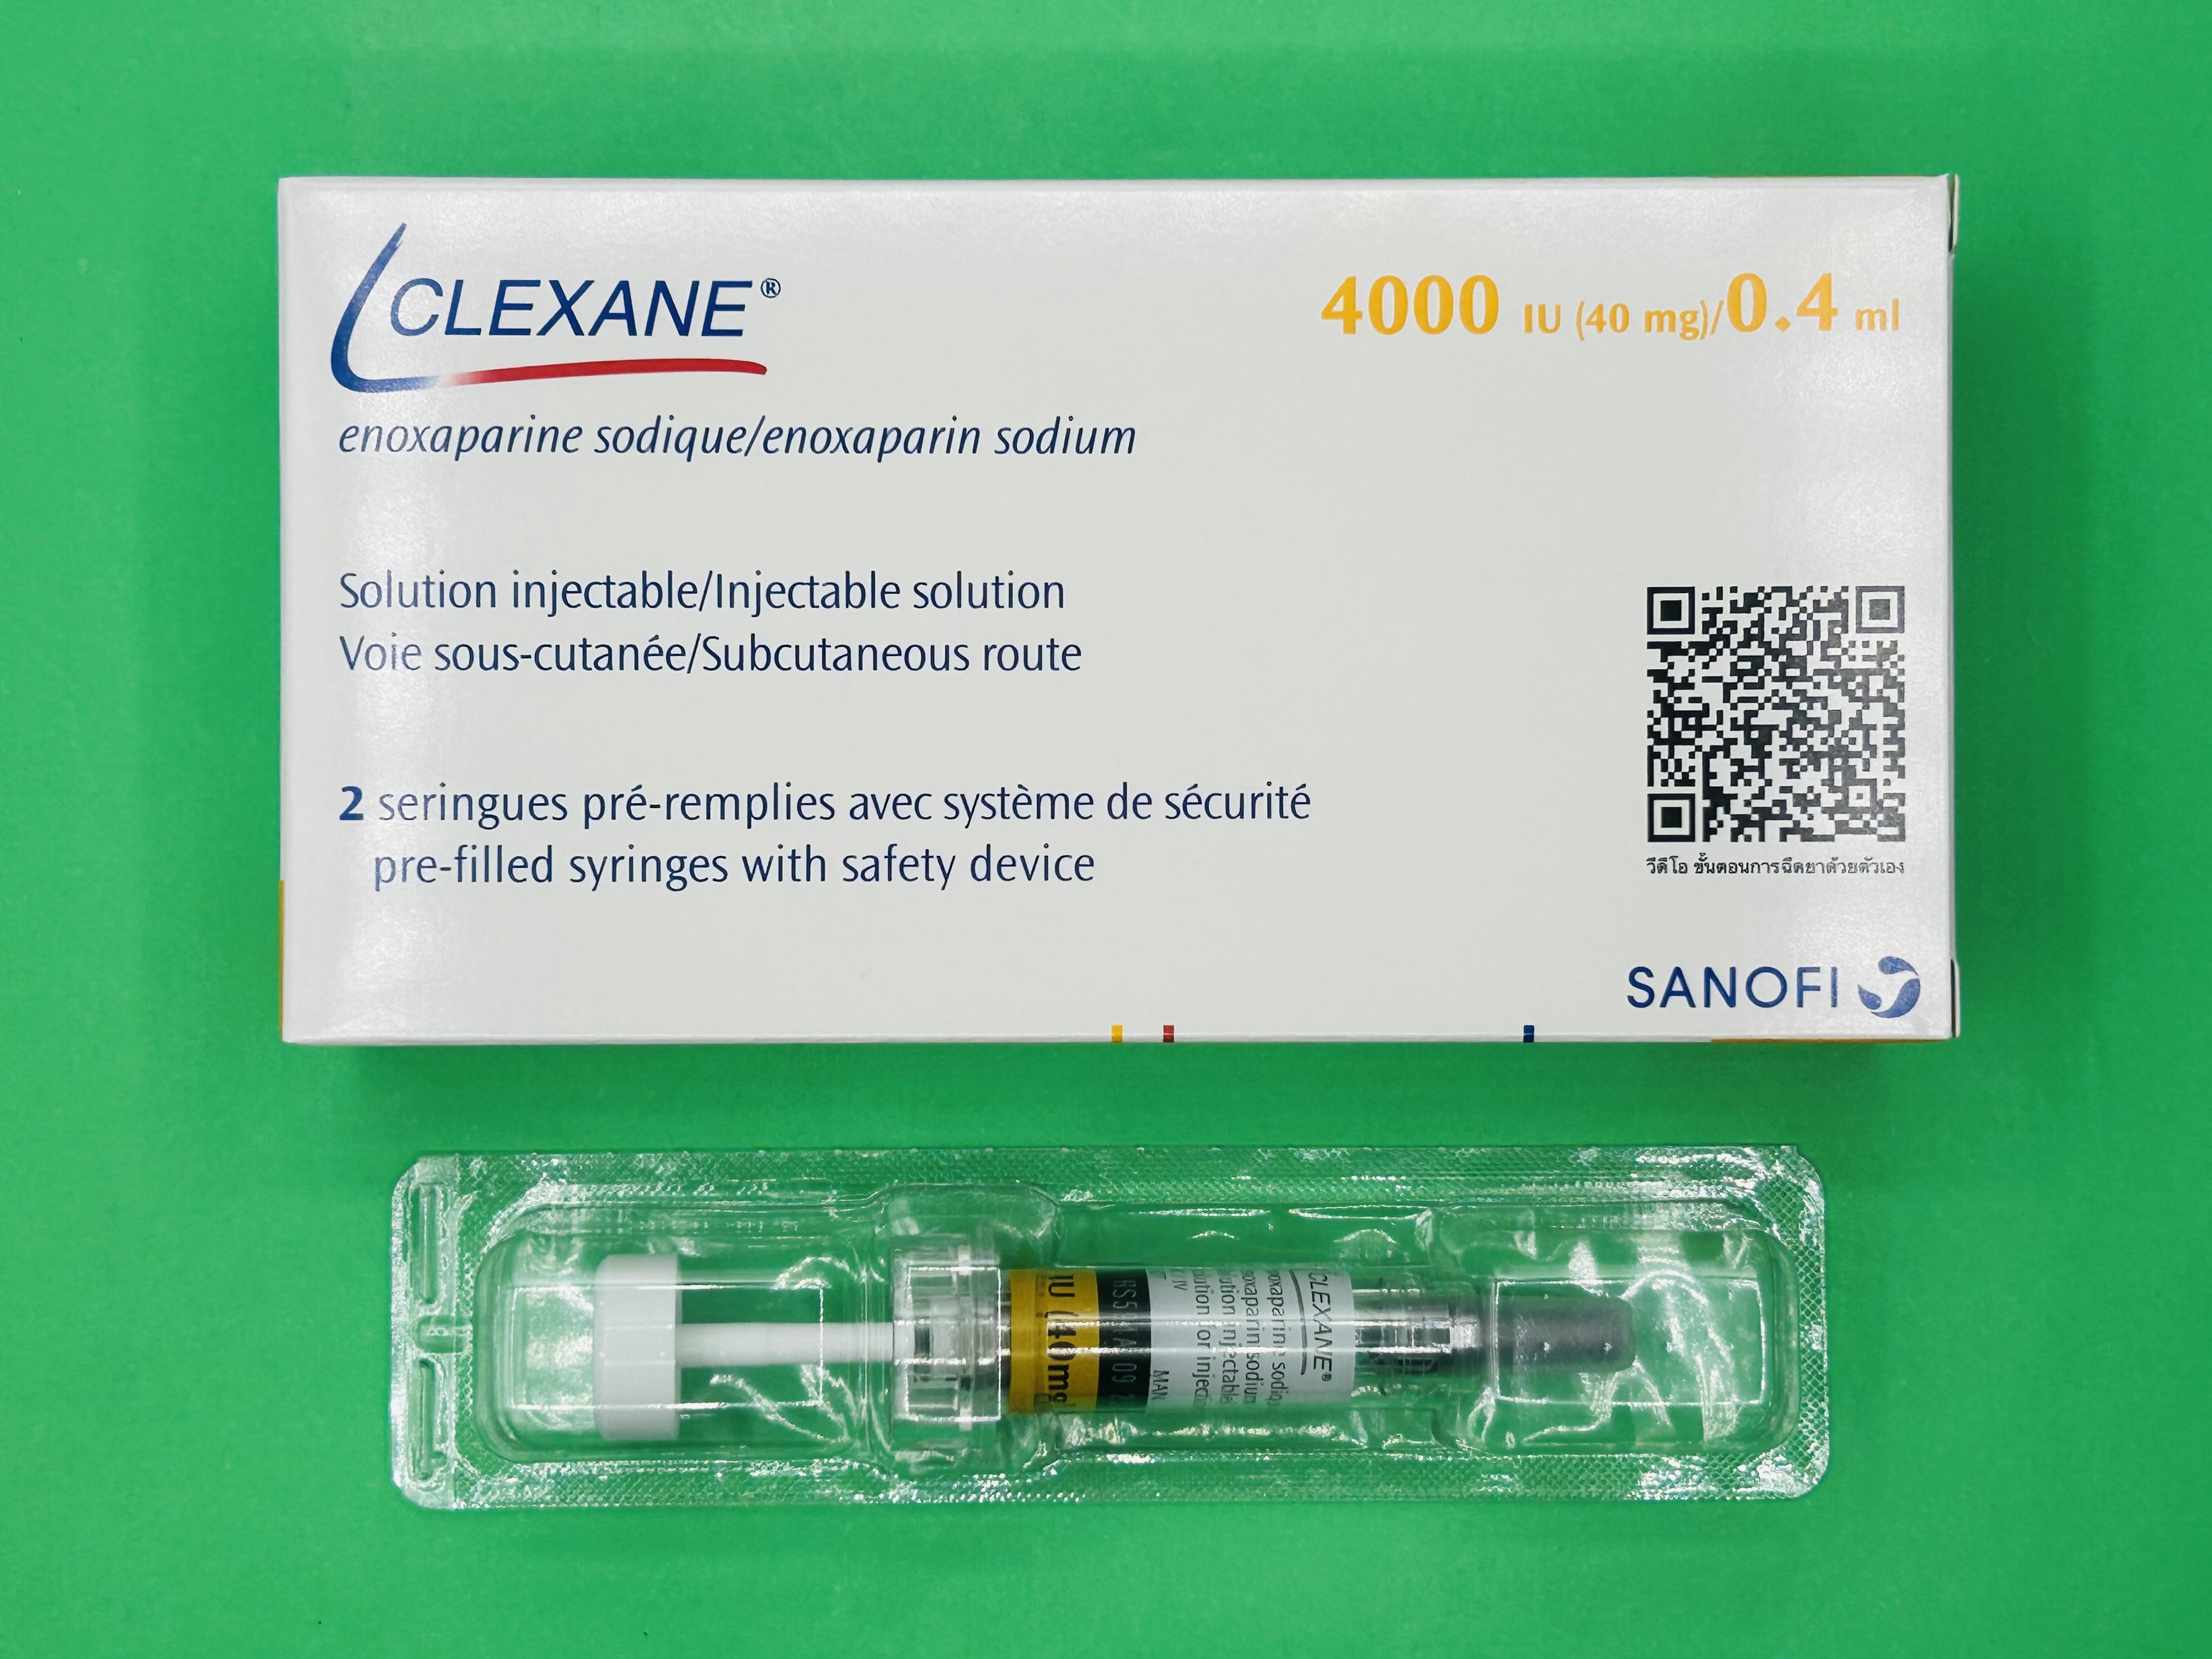 CLEXANE®
4000 IU (40 mg)/0.4 ml
enoxaparine sodique/enoxaparin sodium
Solution injectable/Injectable solution
Voie sous-cutanée/Subcutaneous route
2 seringues pré-remplies avec système de sécurité
pre-filled syringes with safety device
วีดีโอ ขั้นตอนการฉีดยาด้วยตัวเอง
SANOFI
CLEXANE®
IU (40mg)
MAN